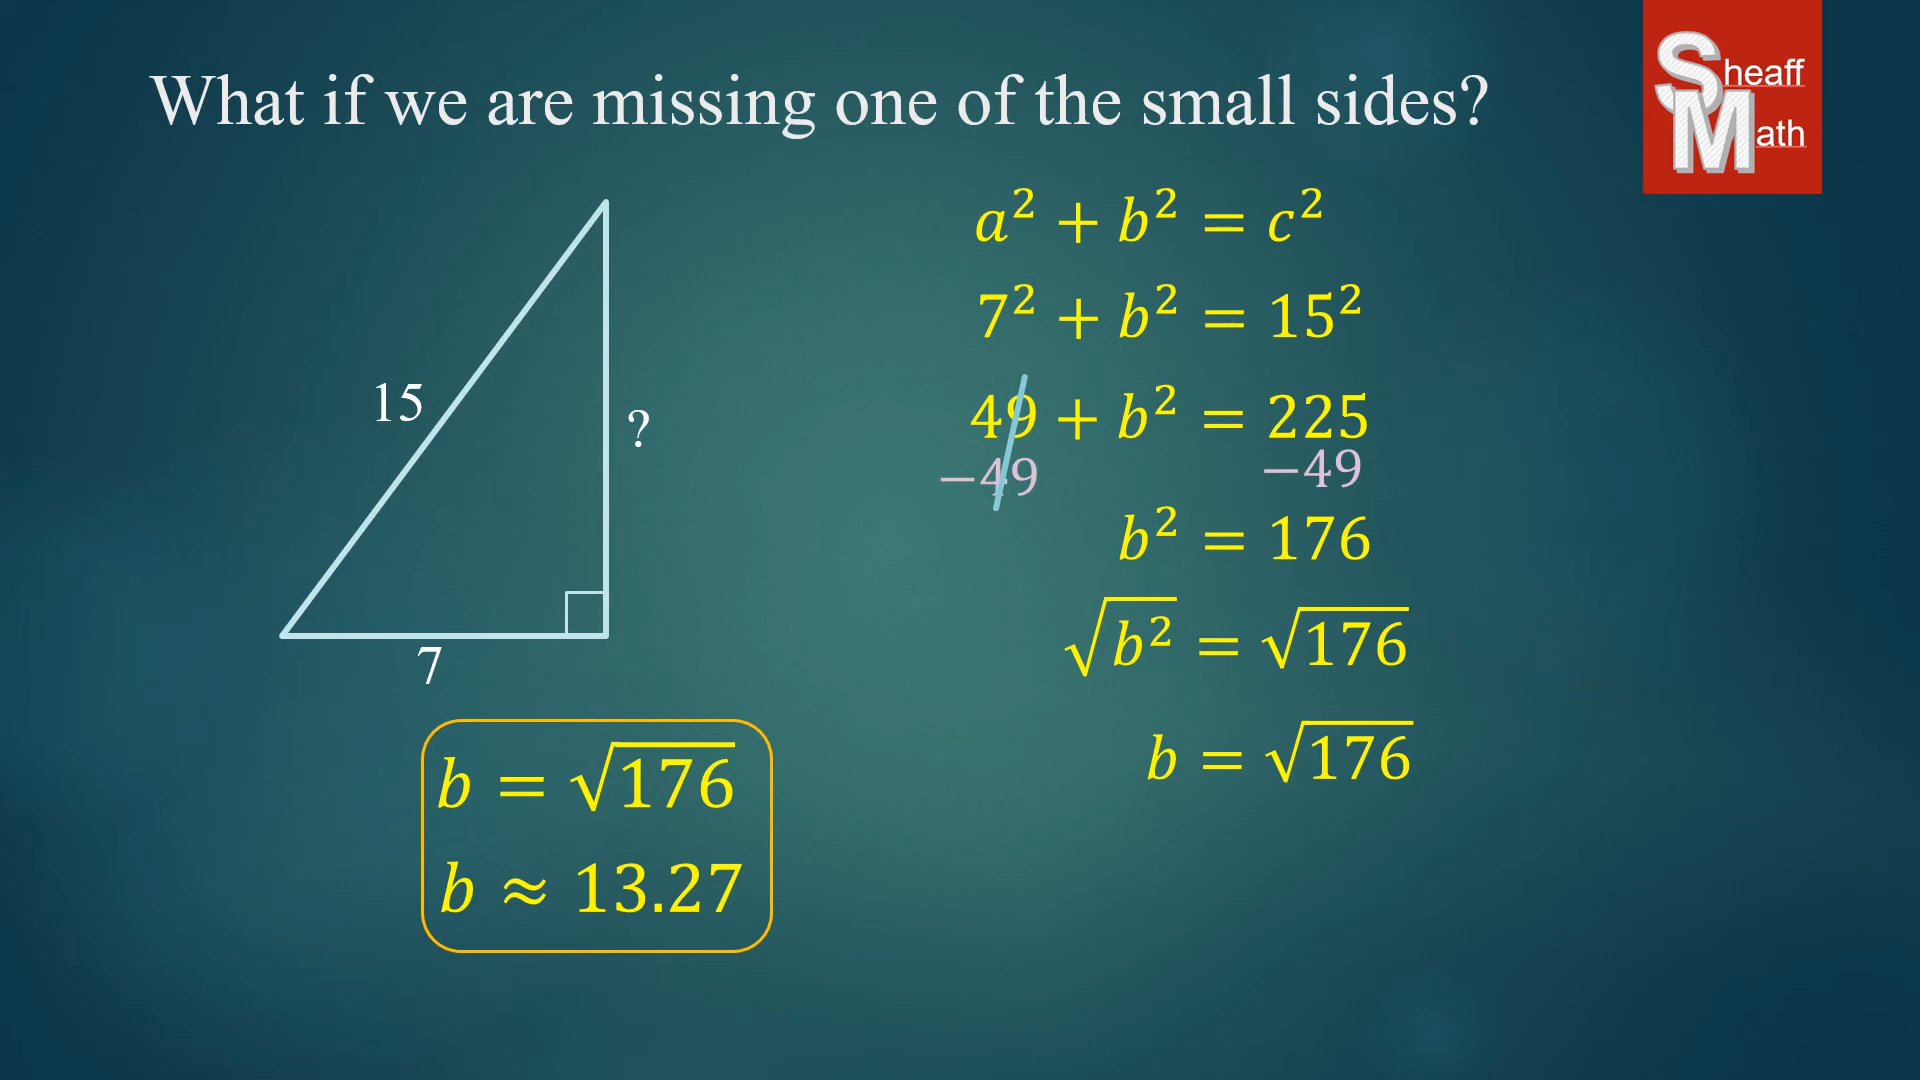 What if we are missing one of the small sides?
Sheaff
Math
a² + b² = c²
7² + b² = 15²
49 + b² = 225
−49 −49
b² = 176
√b² = √176
b = √176
15
?
7
b = √176
b ≈ 13.27